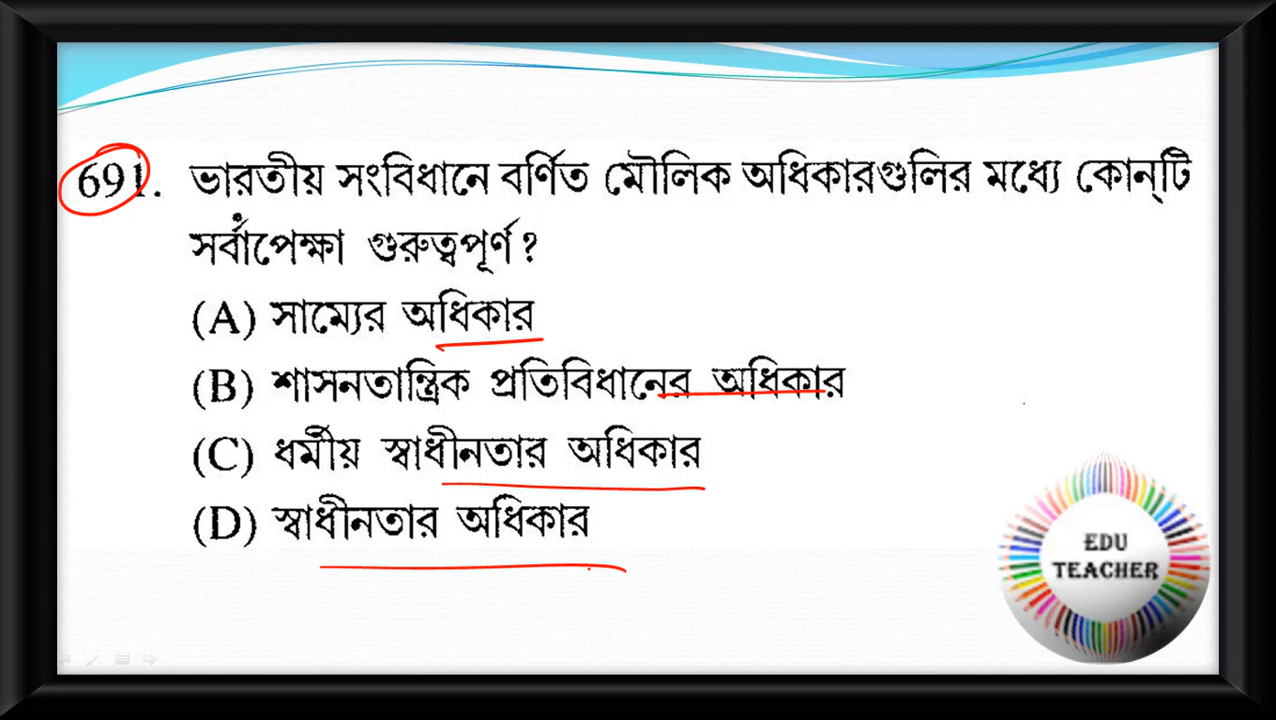 691. ভারতীয় সংবিধানে বর্ণিত মৌলিক অধিকারগুলির মধ্যে কোন্‌টি
সর্বাপেক্ষা গুরুত্বপূর্ণ?
(A) সাম্যের অধিকার
(B) শাসনতান্ত্রিক প্রতিবিধানের অধিকার
(C) ধর্মীয় স্বাধীনতার অধিকার
(D) স্বাধীনতার অধিকার
EDU
TEACHER